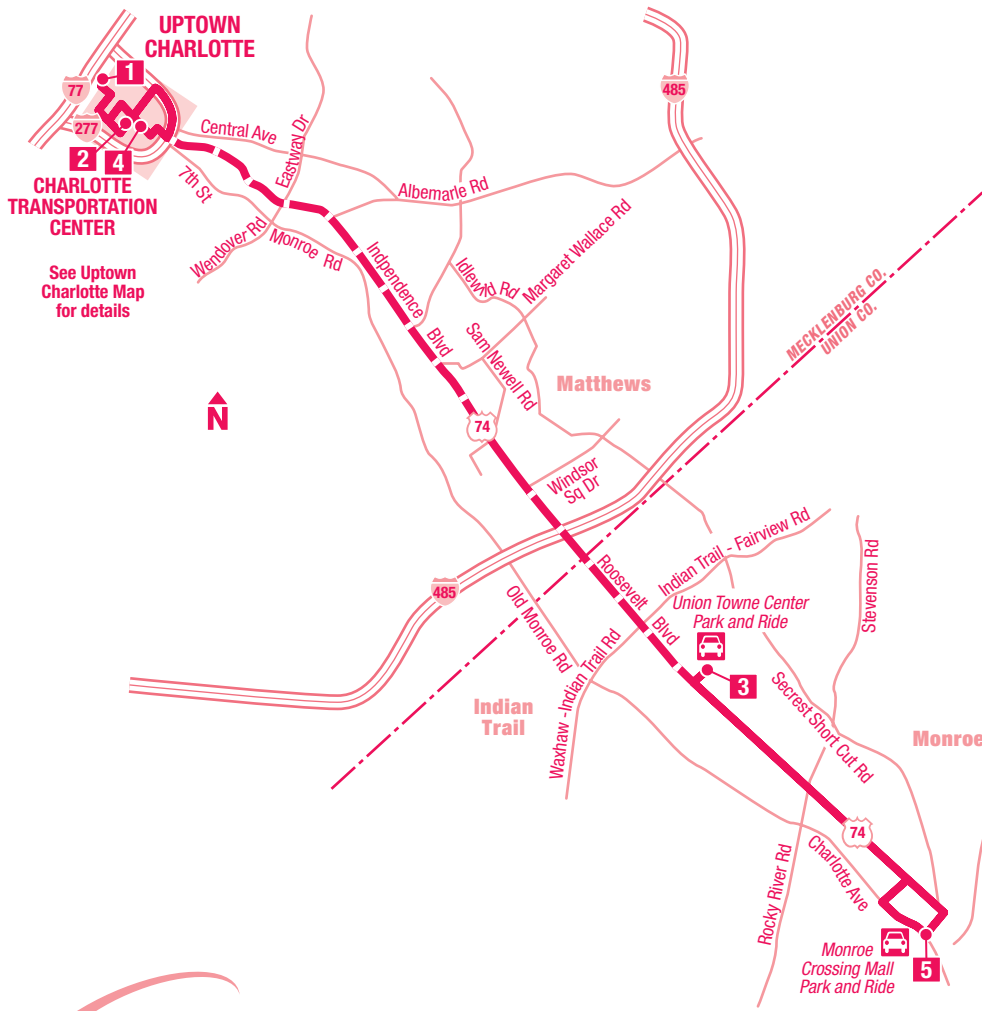 UPTOWN
CHARLOTTE
1
77
277
2
4
CHARLOTTE
TRANSPORTATION
CENTER
See Uptown
Charlotte Map
for details
Central Ave
7th St
Eastway Dr
Wendover Rd
Monroe Rd
Albemarle Rd
485
Indpendence
Blvd
Idlewild Rd
Margaret Wallace Rd
Sam Newell Rd
MECKLENBURG CO.
UNION CO.
N
Matthews
74
Windsor
Sq Dr
485
Roosevelt
Blvd
Indian Trail - Fairview Rd
Stevenson Rd
Union Towne Center
Park and Ride
3
Old Monroe Rd
Waxhaw - Indian Trail Rd
Indian
Trail
Secrest Short Cut Rd
Monroe
74
Charlotte Ave
Rocky River Rd
Monroe
Crossing Mall
Park and Ride
5